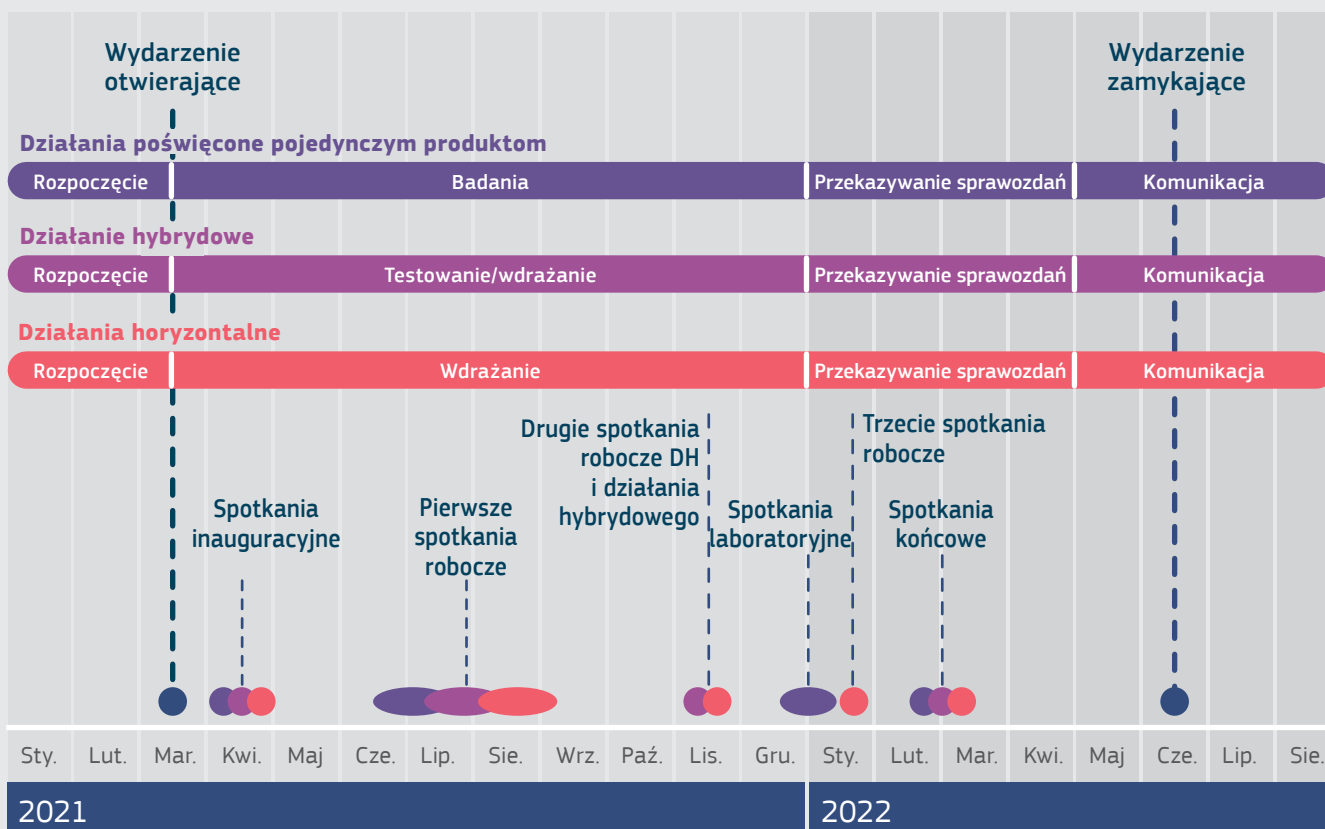 Wydarzenie
otwierające
Wydarzenie
zamykające
Działania poświęcone pojedynczym produktom
Rozpoczęcie Badania Przekazywanie sprawozdań Komunikacja
Działanie hybrydowe
Rozpoczęcie Testowanie/wdrażanie Przekazywanie sprawozdań Komunikacja
Działania horyzontalne
Rozpoczęcie Wdrażanie Przekazywanie sprawozdań Komunikacja
Spotkania
inauguracyjne
Pierwsze
spotkania
robocze
Drugie spotkania
robocze DH
i działania
hybrydowego
Spotkania
laboratoryjne
Trzecie spotkania
robocze
Spotkania
końcowe
Sty. Lut. Mar. Kwi. Maj Cze. Lip. Sie. Wrz. Paź. Lis. Gru. Sty. Lut. Mar. Kwi. Maj Cze. Lip. Sie.
2021 2022